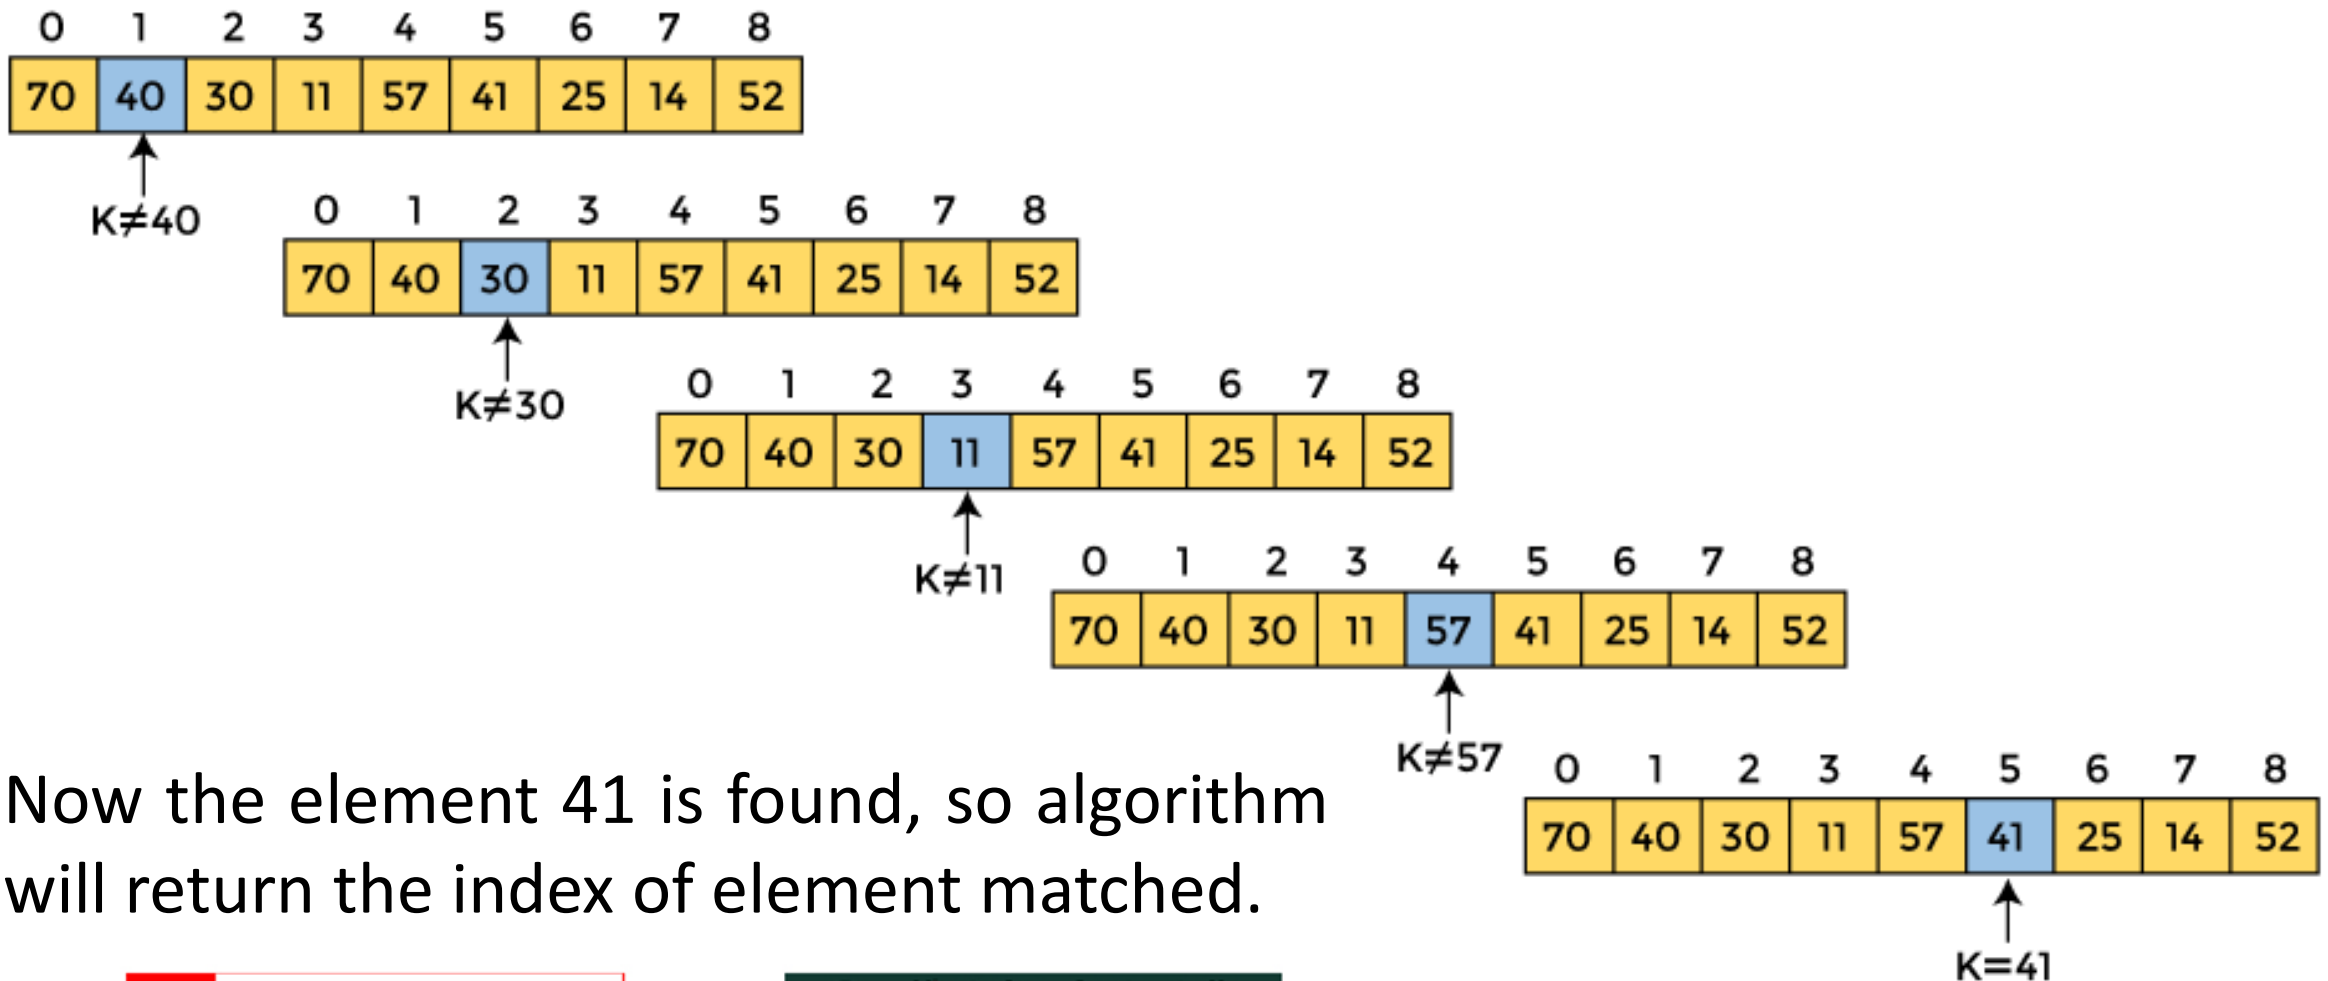 0 1 2 3 4 5 6 7 8
70 40 30 11 57 41 25 14 52
K≠40
0 1 2 3 4 5 6 7 8
70 40 30 11 57 41 25 14 52
K≠30
0 1 2 3 4 5 6 7 8
70 40 30 11 57 41 25 14 52
K≠11
0 1 2 3 4 5 6 7 8
70 40 30 11 57 41 25 14 52
K≠57
0 1 2 3 4 5 6 7 8
70 40 30 11 57 41 25 14 52
K=41
Now the element 41 is found, so algorithm
will return the index of element matched.